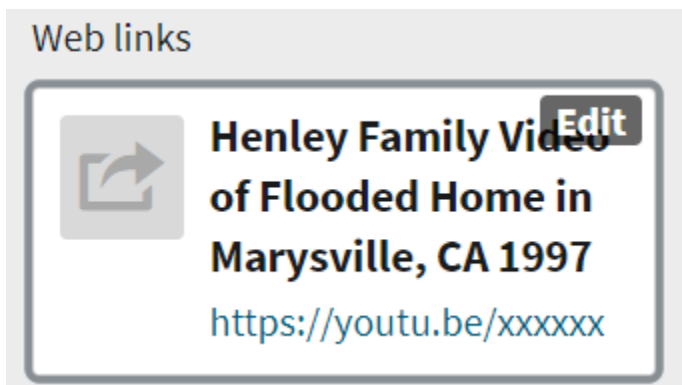 Web links
Edit
Henley Family Video
of Flooded Home in
Marysville, CA 1997
https://youtu.be/xxxxxx